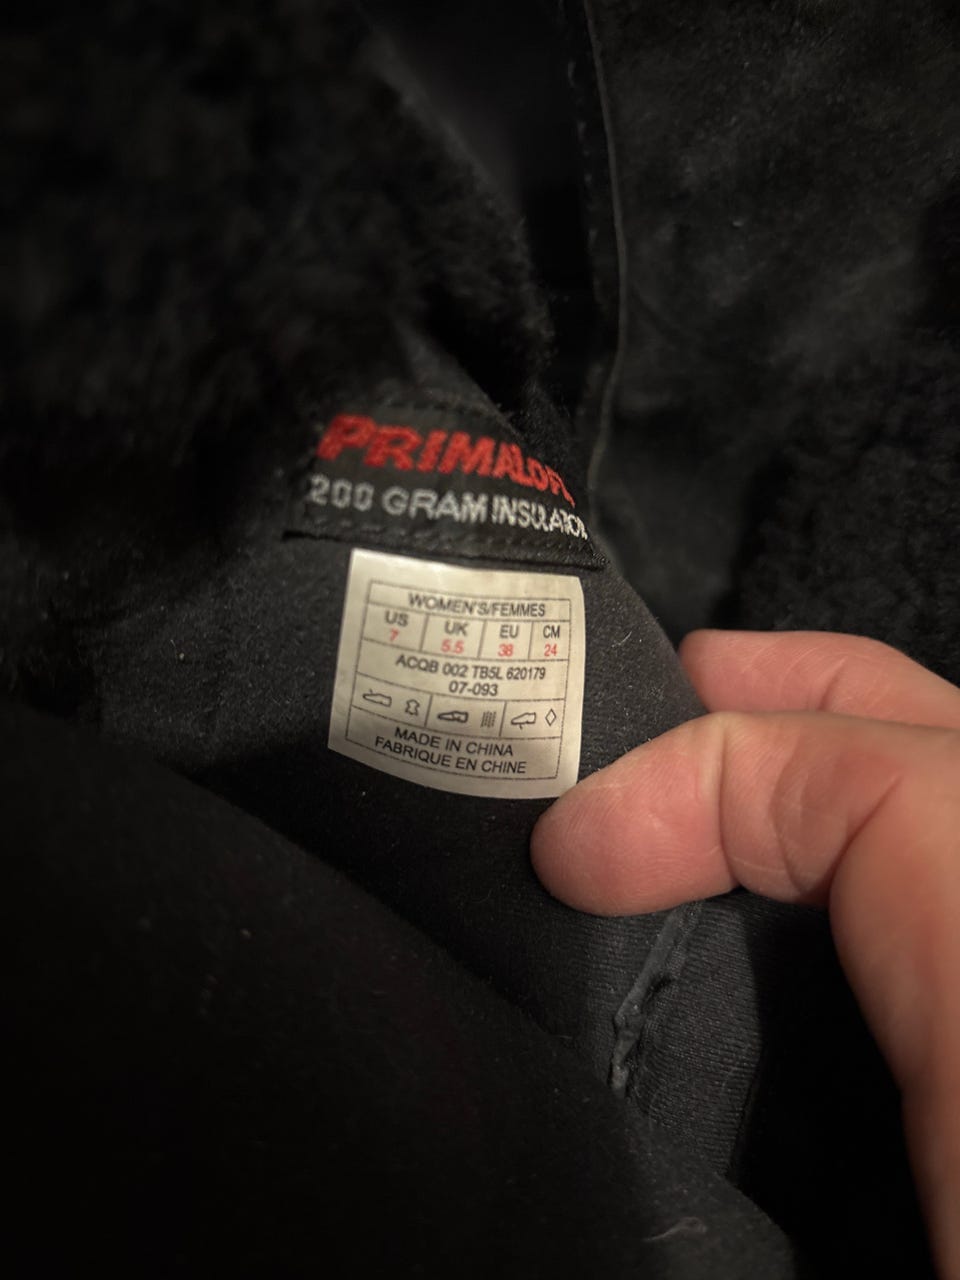 PRIMALOFT
200 GRAM INSULATION
WOMEN'S/FEMMES
US UK EU CM
7 5.5 38 24
ACQB 002 TB5L 620179
07-093
MADE IN CHINA
FABRIQUE EN CHINE